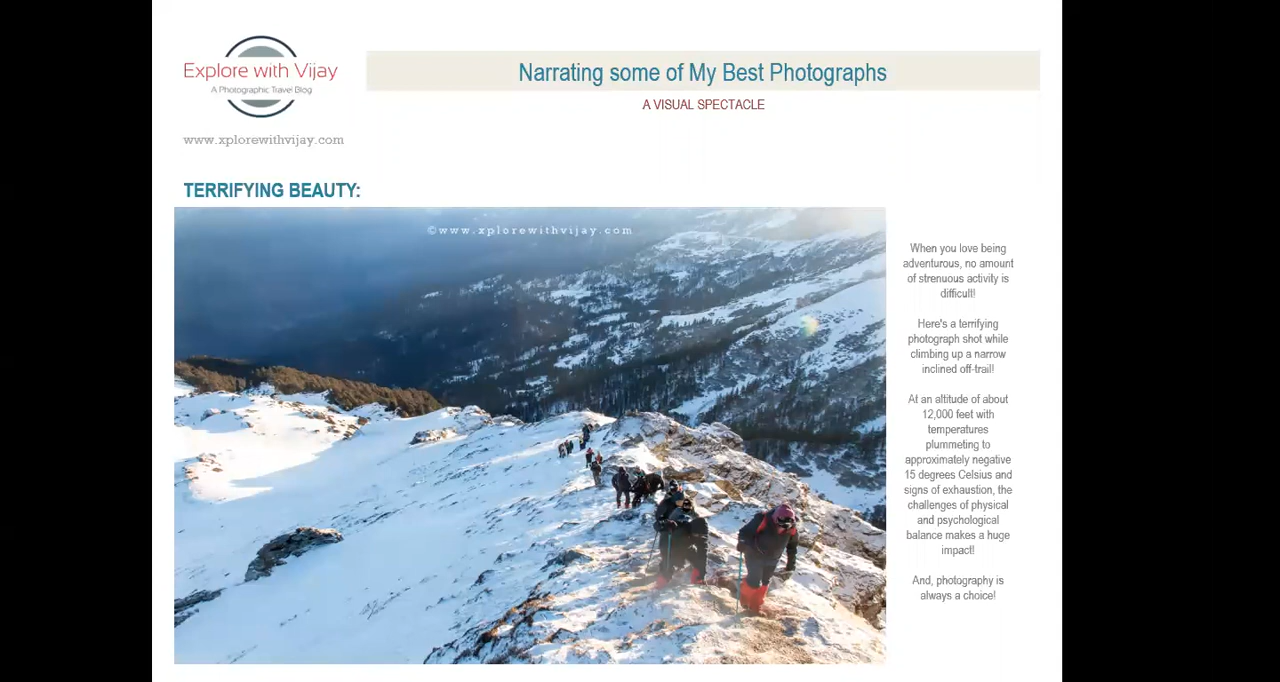 Explore with Vijay
A Photographic Travel Blog
www.xplorewithvijay.com
Narrating some of My Best Photographs
A VISUAL SPECTACLE
TERRIFYING BEAUTY:
©www.xplorewithvijay.com
When you love being
adventurous, no amount
of strenuous activity is
difficult!
Here's a terrifying
photograph shot while
climbing up a narrow
inclined off-trail!
At an altitude of about
12,000 feet with
temperatures
plummeting to
approximately negative
15 degrees Celsius and
signs of exhaustion, the
challenges of physical
and psychological
balance makes a huge
impact!
And, photography is
always a choice!